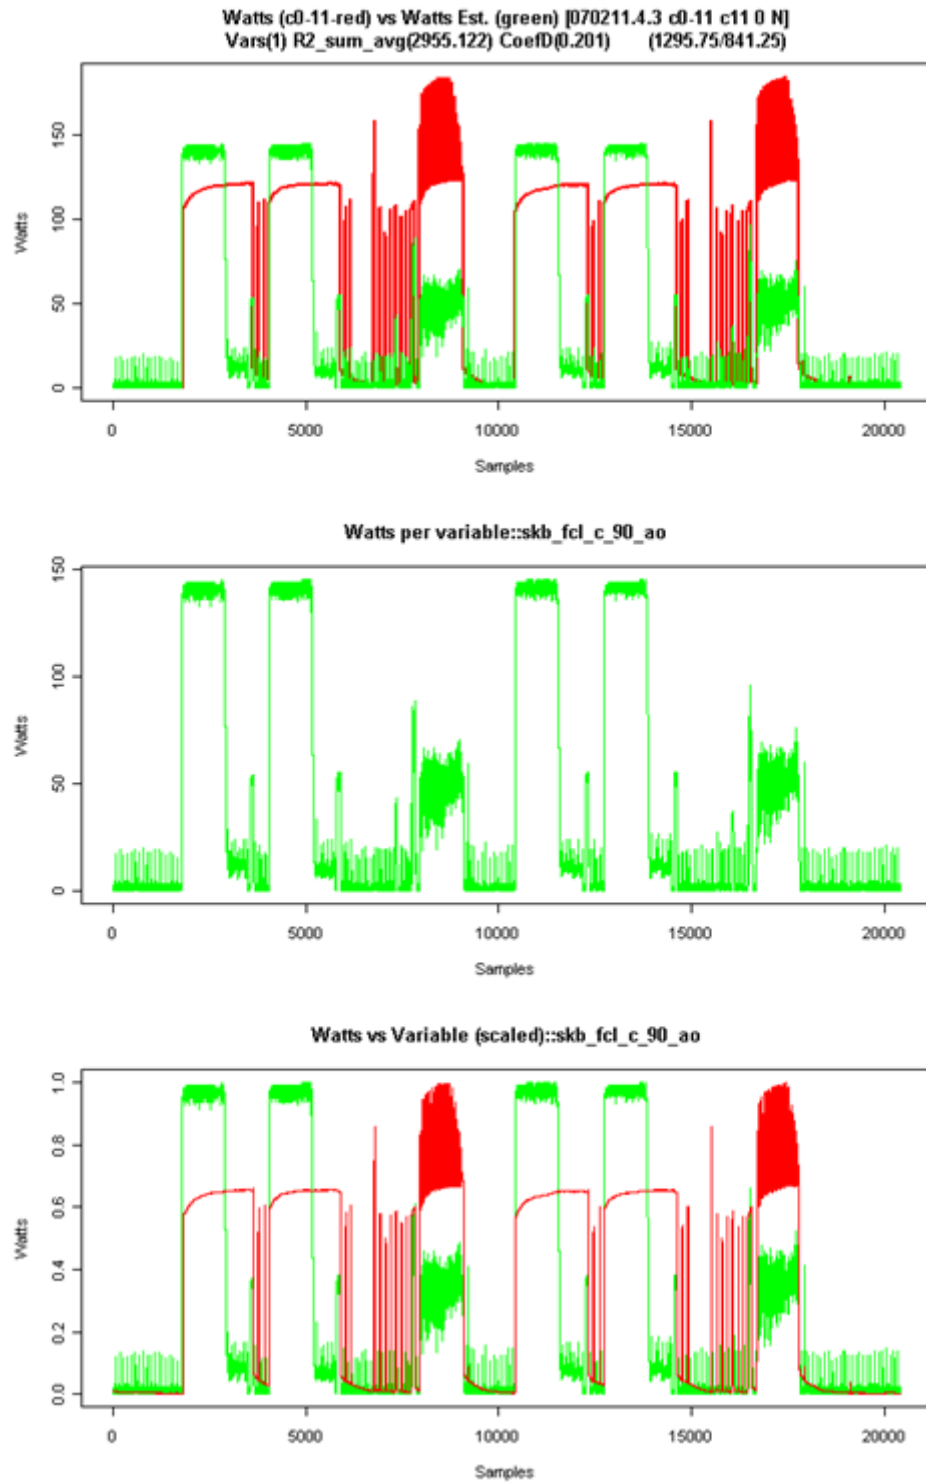 Watts (c0-11-red) vs Watts Est. (green) [070211.4.3 c0-11 c11 0 N]
Vars(1) R2_sum_avg(2955.122) CoefD(0.201) (1295.75/841.25)
Watts
0 50 100 150
0 5000 10000 15000 20000
Samples
Watts per variable::skb_fcl_c_90_ao
Watts
0 50 100 150
0 5000 10000 15000 20000
Samples
Watts vs Variable (scaled)::skb_fcl_c_90_ao
Watts
0.0 0.2 0.4 0.6 0.8 1.0
0 5000 10000 15000 20000
Samples